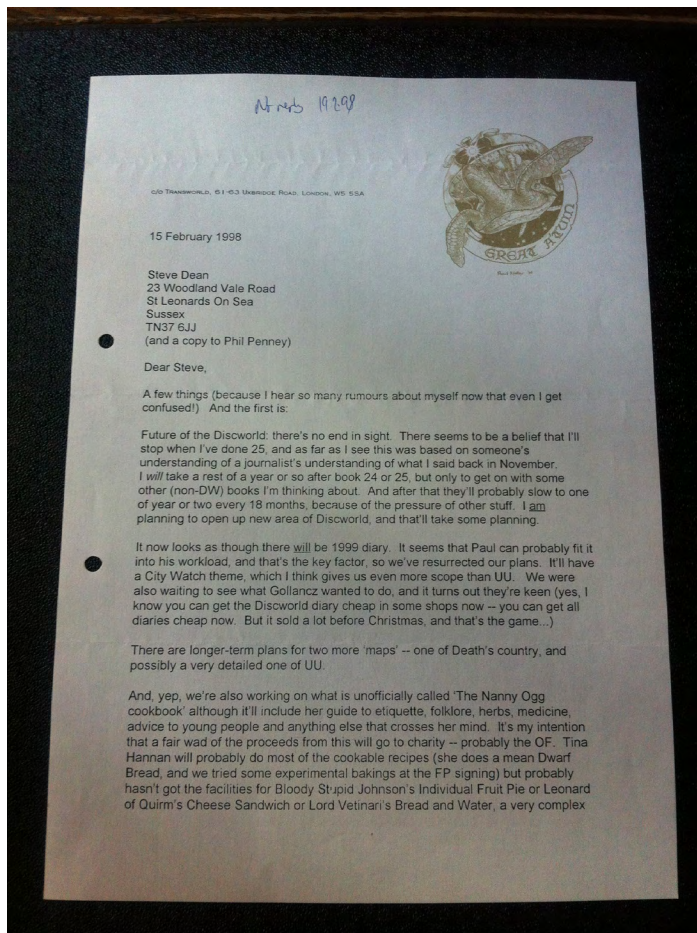 19.2.98
c/o Transworld, 61-63 Uxbridge Road, London, W5 5SA
GREAT A'TUIN
15 February 1998
Steve Dean
23 Woodland Vale Road
St Leonards On Sea
Sussex
TN37 6JJ
(and a copy to Phil Penney)
Dear Steve,
A few things (because I hear so many rumours about myself now that even I get
confused!)  And the first is:
Future of the Discworld: there's no end in sight.  There seems to be a belief that I'll
stop when I've done 25, and as far as I see this was based on someone's
understanding of a journalist's understanding of what I said back in November.
I will take a rest of a year or so after book 24 or 25, but only to get on with some
other (non-DW) books I'm thinking about.  And after that they'll probably slow to one
of year or two every 18 months, because of the pressure of other stuff.  I am
planning to open up new area of Discworld, and that'll take some planning.
It now looks as though there will be 1999 diary.  It seems that Paul can probably fit it
into his workload, and that's the key factor, so we've resurrected our plans.  It'll have
a City Watch theme, which I think gives us even more scope than UU.  We were
also waiting to see what Gollancz wanted to do, and it turns out they're keen (yes, I
know you can get the Discworld diary cheap in some shops now -- you can get all
diaries cheap now.  But it sold a lot before Christmas, and that's the game...)
There are longer-term plans for two more 'maps' -- one of Death's country, and
possibly a very detailed one of UU.
And, yep, we're also working on what is unofficially called 'The Nanny Ogg
cookbook' although it'll include her guide to etiquette, folklore, herbs, medicine,
advice to young people and anything else that crosses her mind.  It's my intention
that a fair wad of the proceeds from this will go to charity -- probably the OF.  Tina
Hannan will probably do most of the cookable recipes (she does a mean Dwarf
Bread, and we tried some experimental bakings at the FP signing) but probably
hasn't got the facilities for Bloody Stupid Johnson's Individual Fruit Pie or Leonard
of Quirm's Cheese Sandwich or Lord Vetinari's Bread and Water, a very complex